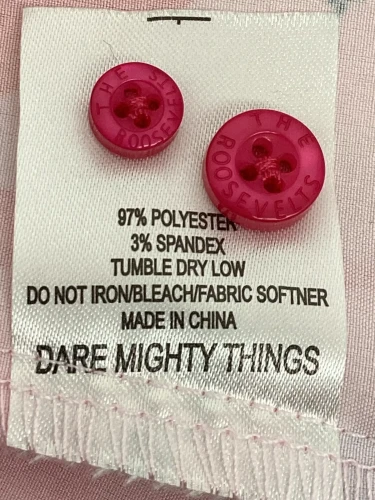 THE ROOSEVELTS
THE ROOSEVELTS
97% POLYESTER
3% SPANDEX
TUMBLE DRY LOW
DO NOT IRON/BLEACH/FABRIC SOFTNER
MADE IN CHINA
DARE MIGHTY THINGS